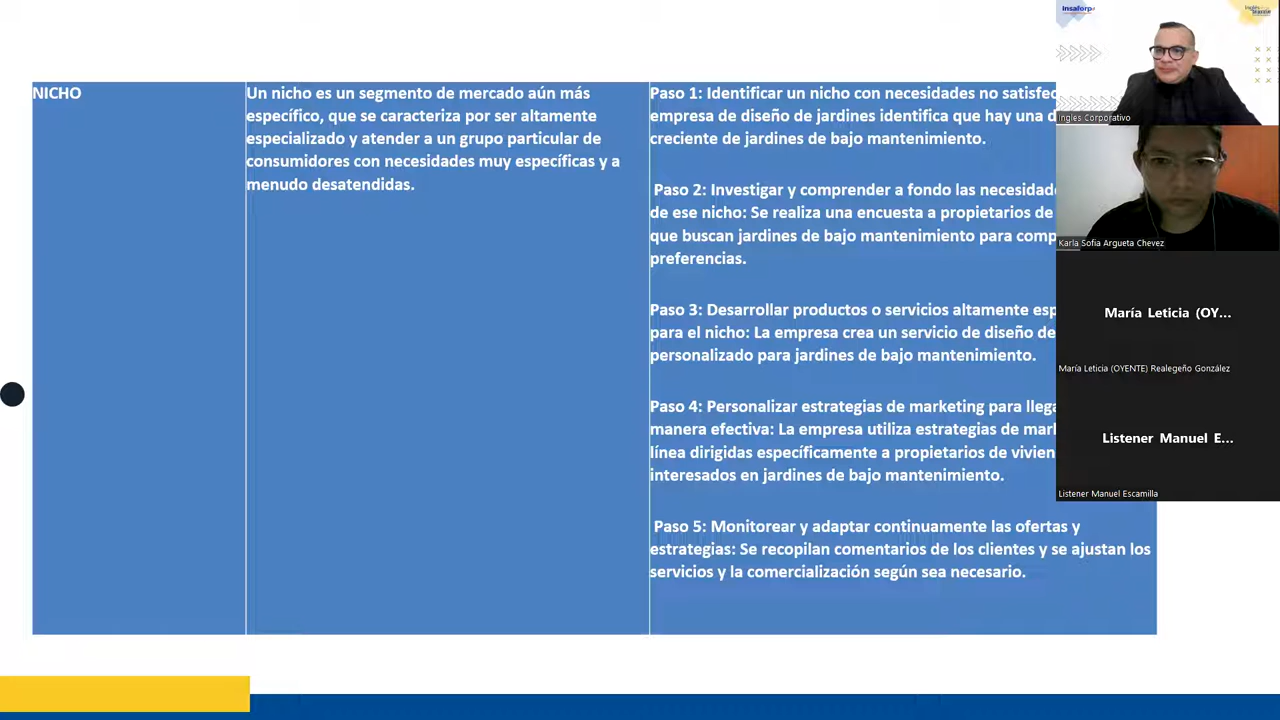 NICHO
Un nicho es un segmento de mercado aún más
específico, que se caracteriza por ser altamente
especializado y atender a un grupo particular de
consumidores con necesidades muy específicas y a
menudo desatendidas.
Paso 1: Identificar un nicho con necesidades no satisfec
empresa de diseño de jardines identifica que hay una d
creciente de jardines de bajo mantenimiento.
Paso 2: Investigar y comprender a fondo las necesidad
de ese nicho: Se realiza una encuesta a propietarios de
que buscan jardines de bajo mantenimiento para comp
preferencias.
Paso 3: Desarrollar productos o servicios altamente esp
para el nicho: La empresa crea un servicio de diseño de
personalizado para jardines de bajo mantenimiento.
Paso 4: Personalizar estrategias de marketing para llega
manera efectiva: La empresa utiliza estrategias de mar
línea dirigidas específicamente a propietarios de vivien
interesados en jardines de bajo mantenimiento.
Paso 5: Monitorear y adaptar continuamente las ofertas y
estrategias: Se recopilan comentarios de los clientes y se ajustan los
servicios y la comercialización según sea necesario.
insaforp
Ingles Corporativo
Karla Sofia Argueta Chevez
María Leticia (OY...
María Leticia (OYENTE) Realegeño González
Listener Manuel E...
Listener Manuel Escamilla